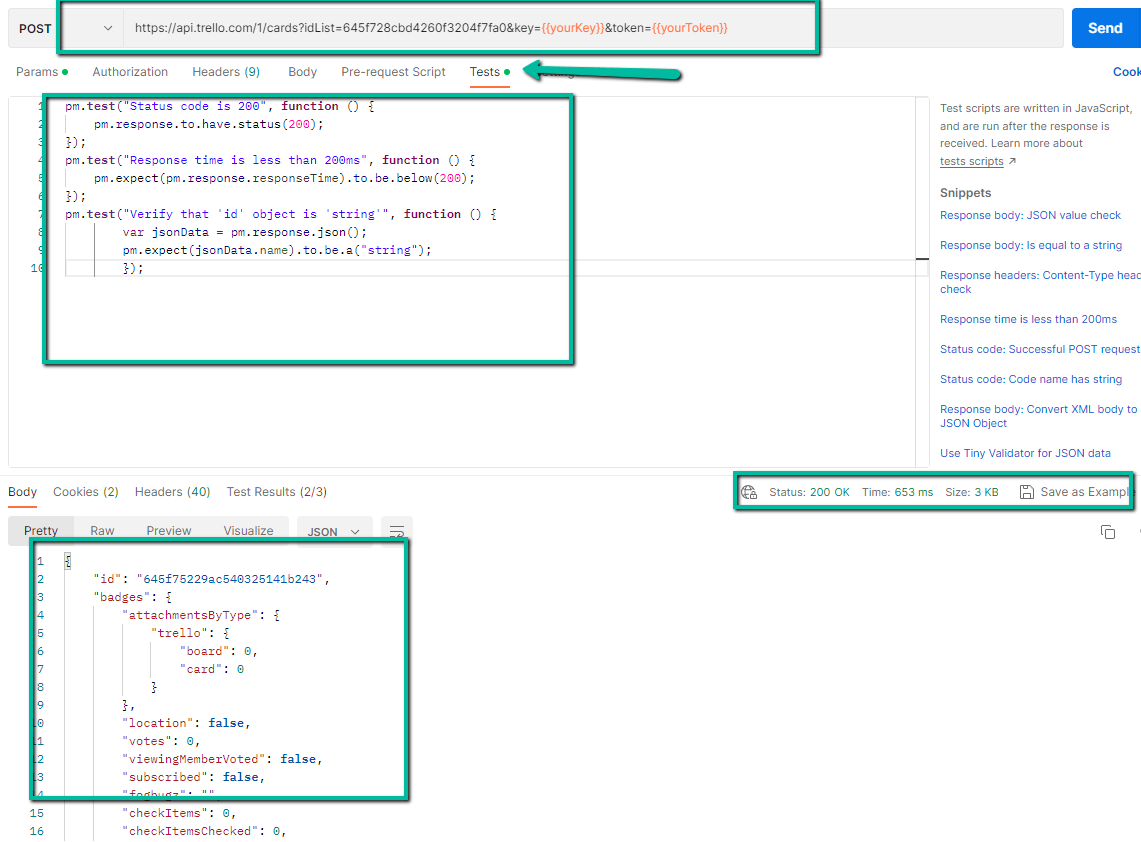 POST https://api.trello.com/1/cards?idList=645f728cbd4260f3204f7fa0&key={{yourKey}}&token={{yourToken}} Send
Params Authorization Headers (9) Body Pre-request Script Tests Cook
1 pm.test("Status code is 200", function () {
2 pm.response.to.have.status(200);
3 });
4 pm.test("Response time is less than 200ms", function () {
5 pm.expect(pm.response.responseTime).to.be.below(200);
6 });
7 pm.test("Verify that 'id' object is 'string'", function () {
8 var jsonData = pm.response.json();
9 pm.expect(jsonData.name).to.be.a("string");
10 });
Test scripts are written in JavaScript,
and are run after the response is
received. Learn more about
tests scripts ↗
Snippets
Response body: JSON value check
Response body: Is equal to a string
Response headers: Content-Type head
check
Response time is less than 200ms
Status code: Successful POST request
Status code: Code name has string
Response body: Convert XML body to
JSON Object
Use Tiny Validator for JSON data
Body Cookies (2) Headers (40) Test Results (2/3) Status: 200 OK Time: 653 ms Size: 3 KB Save as Example
Pretty Raw Preview Visualize JSON
1 {
2 "id": "645f75229ac540325141b243",
3 "badges": {
4 "attachmentsByType": {
5 "trello": {
6 "board": 0,
7 "card": 0
8 }
9 },
10 "location": false,
11 "votes": 0,
12 "viewingMemberVoted": false,
13 "subscribed": false,
14 "fogbugz": "",
15 "checkItems": 0,
16 "checkItemsChecked": 0,